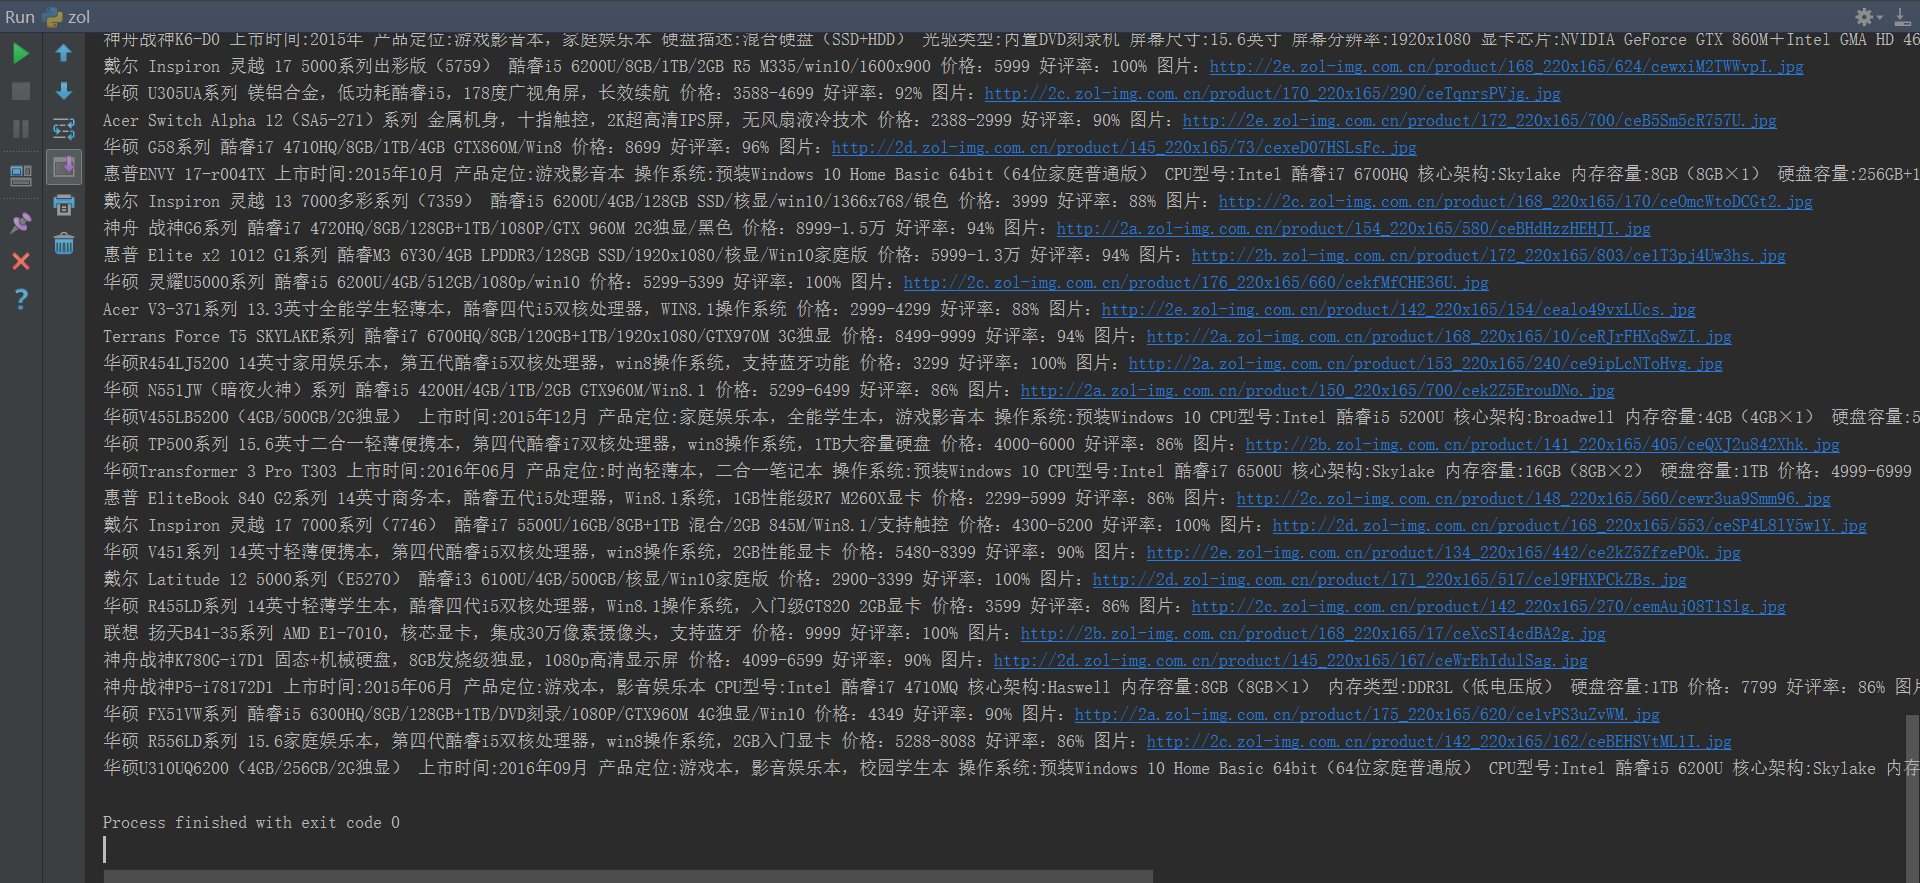 Run zol
神舟战神K6-D0 上市时间:2015年 产品定位:游戏影音本，家庭娱乐本 硬盘描述:混合硬盘（SSD+HDD） 光驱类型:内置DVD刻录机 屏幕尺寸:15.6英寸 屏幕分辨率:1920x1080 显卡芯片:NVIDIA GeForce GTX 860M＋Intel GMA HD 46
戴尔 Inspiron 灵越 17 5000系列出彩版（5759） 酷睿i5 6200U/8GB/1TB/2GB R5 M335/win10/1600x900 价格：5999 好评率：100% 图片：http://2e.zol-img.com.cn/product/168_220x165/624/cewxiM2TWWvpI.jpg
华硕 U305UA系列 镁铝合金，低功耗酷睿i5，178度广视角屏，长效续航 价格：3588-4699 好评率：92% 图片：http://2c.zol-img.com.cn/product/170_220x165/290/ceTqnrsPVjg.jpg
Acer Switch Alpha 12（SA5-271）系列 金属机身，十指触控，2K超高清IPS屏，无风扇液冷技术 价格：2388-2999 好评率：90% 图片：http://2e.zol-img.com.cn/product/172_220x165/700/ceB5Sm5cR757U.jpg
华硕 G58系列 酷睿i7 4710HQ/8GB/1TB/4GB GTX860M/Win8 价格：8699 好评率：96% 图片：http://2d.zol-img.com.cn/product/145_220x165/73/cexeD07HSLsFc.jpg
惠普ENVY 17-r004TX 上市时间:2015年10月 产品定位:游戏影音本 操作系统:预装Windows 10 Home Basic 64bit（64位家庭普通版） CPU型号:Intel 酷睿i7 6700HQ 核心架构:Skylake 内存容量:8GB（8GB×1） 硬盘容量:256GB+1
戴尔 Inspiron 灵越 13 7000多彩系列（7359） 酷睿i5 6200U/4GB/128GB SSD/核显/win10/1366x768/银色 价格：3999 好评率：88% 图片：http://2c.zol-img.com.cn/product/168_220x165/170/ceOmcWtoDCGt2.jpg
神舟 战神G6系列 酷睿i7 4720HQ/8GB/128GB+1TB/1080P/GTX 960M 2G独显/黑色 价格：8999-1.5万 好评率：94% 图片：http://2a.zol-img.com.cn/product/154_220x165/580/ceBHdHzzHEHJI.jpg
惠普 Elite x2 1012 G1系列 酷睿M3 6Y30/4GB LPDDR3/128GB SSD/1920x1080/核显/Win10家庭版 价格：5999-1.3万 好评率：94% 图片：http://2b.zol-img.com.cn/product/172_220x165/803/ce1T3pj4Uw3hs.jpg
华硕 灵耀U5000系列 酷睿i5 6200U/4GB/512GB/1080p/win10 价格：5299-5399 好评率：100% 图片：http://2c.zol-img.com.cn/product/176_220x165/660/cekfMfCHE36U.jpg
Acer V3-371系列 13.3英寸全能学生轻薄本，酷睿四代i5双核处理器，WIN8.1操作系统 价格：2999-4299 好评率：88% 图片：http://2e.zol-img.com.cn/product/142_220x165/154/cealo49vxLUcs.jpg
Terrans Force T5 SKYLAKE系列 酷睿i7 6700HQ/8GB/120GB+1TB/1920x1080/GTX970M 3G独显 价格：8499-9999 好评率：94% 图片：http://2a.zol-img.com.cn/product/168_220x165/10/ceRJrFHXq8wZI.jpg
华硕R454LJ5200 14英寸家用娱乐本，第五代酷睿i5双核处理器，win8操作系统，支持蓝牙功能 价格：3299 好评率：100% 图片：http://2a.zol-img.com.cn/product/153_220x165/240/ce9ipLcNToHvg.jpg
华硕 N551JW（暗夜火神）系列 酷睿i5 4200H/4GB/1TB/2GB GTX960M/Win8.1 价格：5299-6499 好评率：86% 图片：http://2a.zol-img.com.cn/product/150_220x165/700/cek2Z5ErouDNo.jpg
华硕V455LB5200（4GB/500GB/2G独显） 上市时间:2015年12月 产品定位:家庭娱乐本，全能学生本，游戏影音本 操作系统:预装Windows 10 CPU型号:Intel 酷睿i5 5200U 核心架构:Broadwell 内存容量:4GB（4GB×1） 硬盘容量:5
华硕 TP500系列 15.6英寸二合一轻薄便携本，第四代酷睿i7双核处理器，win8操作系统，1TB大容量硬盘 价格：4000-6000 好评率：86% 图片：http://2b.zol-img.com.cn/product/141_220x165/405/ceQXJ2u842Xhk.jpg
华硕Transformer 3 Pro T303 上市时间:2016年06月 产品定位:时尚轻薄本，二合一笔记本 操作系统:预装Windows 10 CPU型号:Intel 酷睿i7 6500U 核心架构:Skylake 内存容量:16GB（8GB×2） 硬盘容量:1TB 价格：4999-6999
惠普 EliteBook 840 G2系列 14英寸商务本，酷睿五代i5处理器，Win8.1系统，1GB性能级R7 M260X显卡 价格：2299-5999 好评率：86% 图片：http://2c.zol-img.com.cn/product/148_220x165/560/cewr3ua9Smm96.jpg
戴尔 Inspiron 灵越 17 7000系列（7746） 酷睿i7 5500U/16GB/8GB+1TB 混合/2GB 845M/Win8.1/支持触控 价格：4300-5200 好评率：100% 图片：http://2d.zol-img.com.cn/product/168_220x165/553/ceSP4L81Y5w1Y.jpg
华硕 V451系列 14英寸轻薄便携本，第四代酷睿i5双核处理器，win8操作系统，2GB性能显卡 价格：5480-8399 好评率：90% 图片：http://2e.zol-img.com.cn/product/134_220x165/442/ce2kZ5ZfzePOk.jpg
戴尔 Latitude 12 5000系列（E5270） 酷睿i3 6100U/4GB/500GB/核显/Win10家庭版 价格：2900-3399 好评率：100% 图片：http://2d.zol-img.com.cn/product/171_220x165/517/cel9FHXPCkZBs.jpg
华硕 R455LD系列 14英寸轻薄学生本，酷睿四代i5双核处理器，Win8.1操作系统，入门级GT820 2GB显卡 价格：3599 好评率：86% 图片：http://2c.zol-img.com.cn/product/142_220x165/270/cemAuj08T1Slg.jpg
联想 扬天B41-35系列 AMD E1-7010，核芯显卡，集成30万像素摄像头，支持蓝牙 价格：9999 好评率：100% 图片：http://2b.zol-img.com.cn/product/168_220x165/17/ceXcSI4cdBA2g.jpg
神舟战神K780G-i7D1 固态+机械硬盘，8GB发烧级独显，1080p高清显示屏 价格：4099-6599 好评率：90% 图片：http://2d.zol-img.com.cn/product/145_220x165/167/ceWrEhIdulSag.jpg
神舟战神P5-i78172D1 上市时间:2015年06月 产品定位:游戏本，影音娱乐本 CPU型号:Intel 酷睿i7 4710MQ 核心架构:Haswell 内存容量:8GB（8GB×1） 内存类型:DDR3L（低电压版） 硬盘容量:1TB 价格：7799 好评率：86% 图
华硕 FX51VW系列 酷睿i5 6300HQ/8GB/128GB+1TB/DVD刻录/1080P/GTX960M 4G独显/Win10 价格：4349 好评率：90% 图片：http://2a.zol-img.com.cn/product/175_220x165/620/ce1vPS3uZvWM.jpg
华硕 R556LD系列 15.6家庭娱乐本，第四代酷睿i5双核处理器，win8操作系统，2GB入门显卡 价格：5288-8088 好评率：86% 图片：http://2c.zol-img.com.cn/product/142_220x165/162/ceBEHSVtML1I.jpg
华硕U310UQ6200（4GB/256GB/2G独显） 上市时间:2016年09月 产品定位:游戏本，影音娱乐本，校园学生本 操作系统:预装Windows 10 Home Basic 64bit（64位家庭普通版） CPU型号:Intel 酷睿i5 6200U 核心架构:Skylake 内存
Process finished with exit code 0